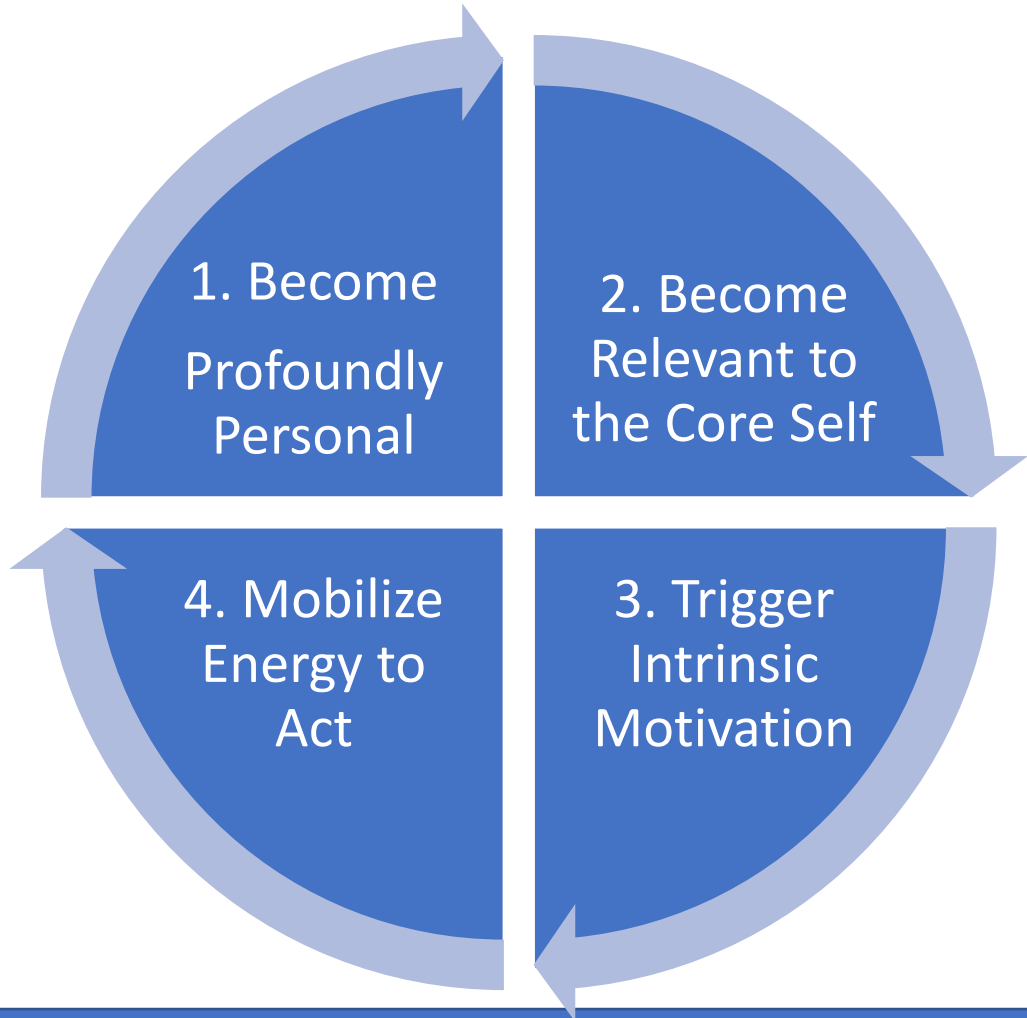 1. Become
Profoundly
Personal
2. Become
Relevant to
the Core Self
3. Trigger
Intrinsic
Motivation
4. Mobilize
Energy to
Act